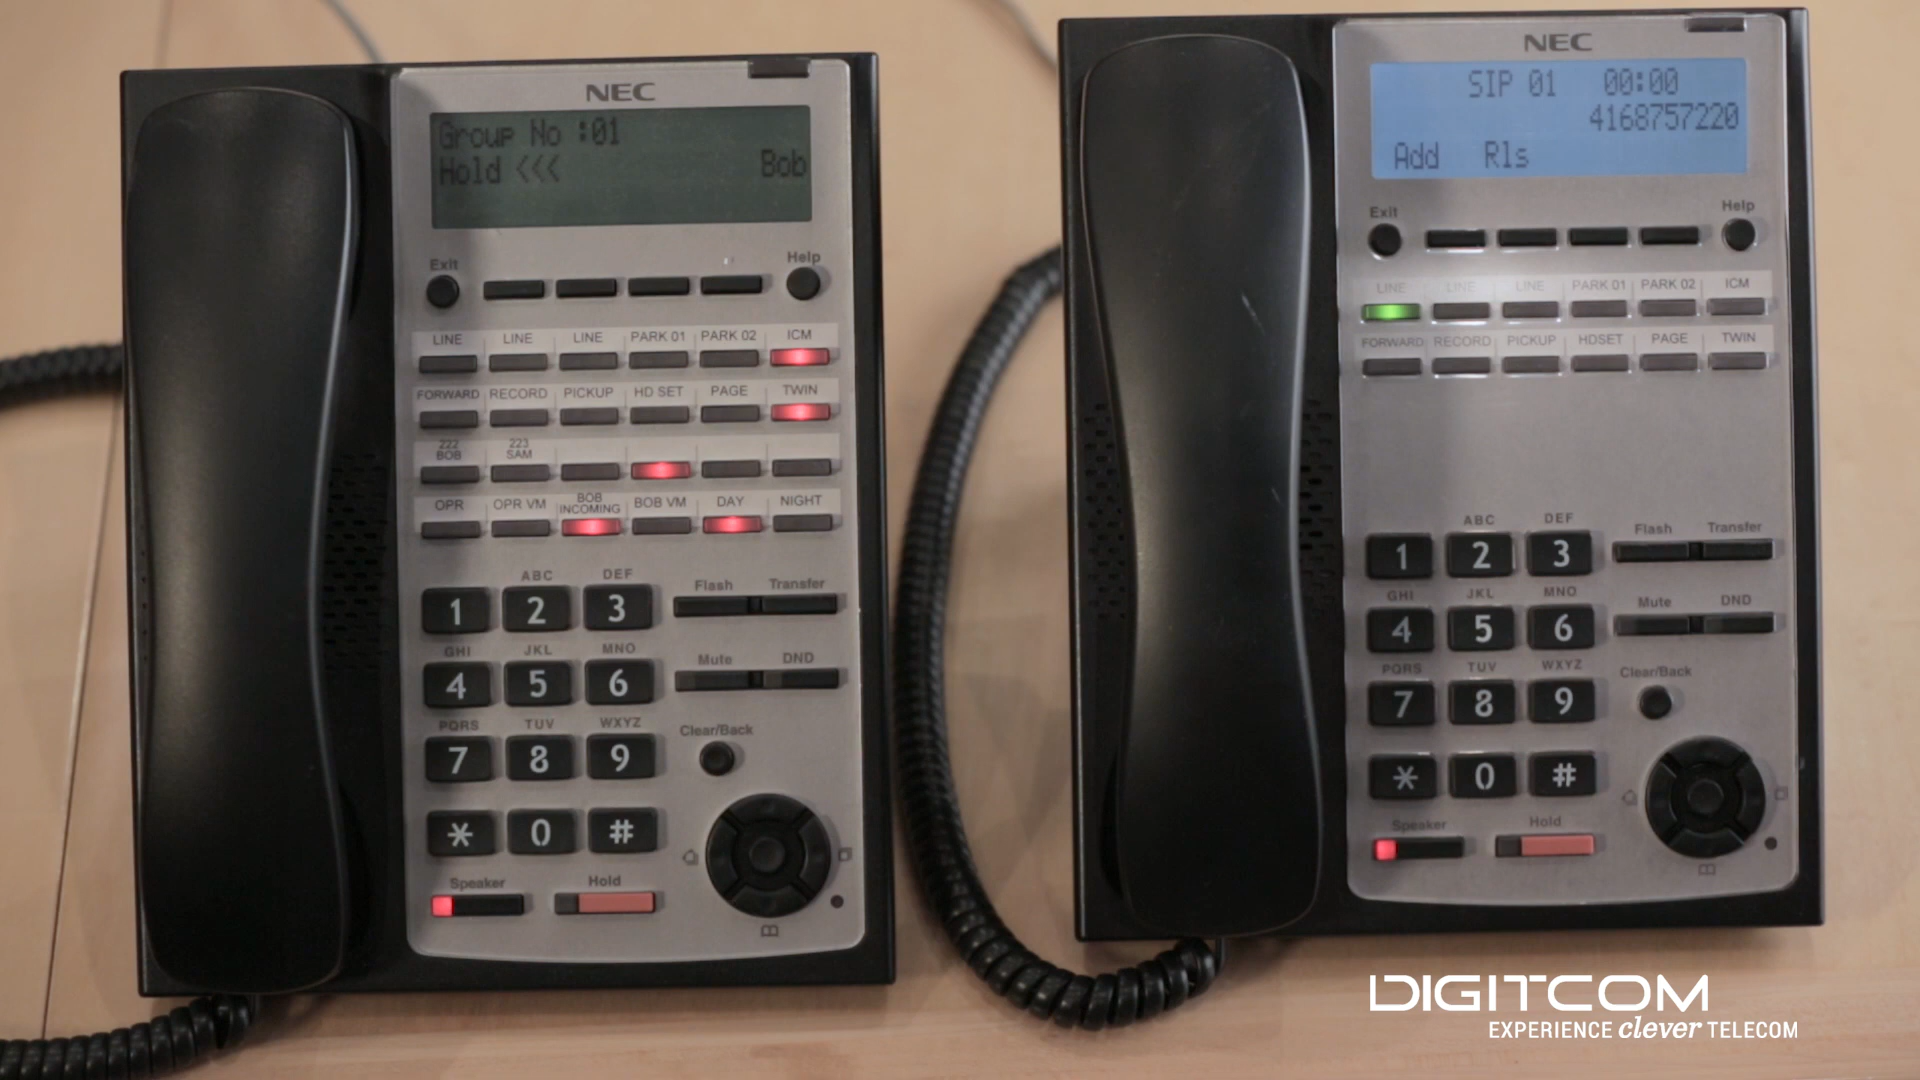 NEC
Group No :01
Hold <<< Bob
Exit Help
LINE LINE LINE PARK 01 PARK 02 ICM
FORWARD RECORD PICKUP HD SET PAGE TWIN
222 BOB 223 SAM
OPR OPR VM BOB INCOMING BOB VM DAY NIGHT
ABC DEF
1 2 3 Flash Transfer
GHI JKL MNO
4 5 6 Mute DND
PQRS TUV WXYZ
7 8 9 Clear/Back
* 0 #
Speaker Hold
NEC
SIP 01 00:00
4168757220
Add Rls
Exit Help
LINE LINE LINE PARK 01 PARK 02 ICM
FORWARD RECORD PICKUP HDSET PAGE TWIN
ABC DEF
1 2 3 Flash Transfer
GHI JKL MNO
4 5 6 Mute DND
PQRS TUV WXYZ
7 8 9 Clear/Back
* 0 #
Speaker Hold
DIGITCOM
EXPERIENCE clever TELECOM